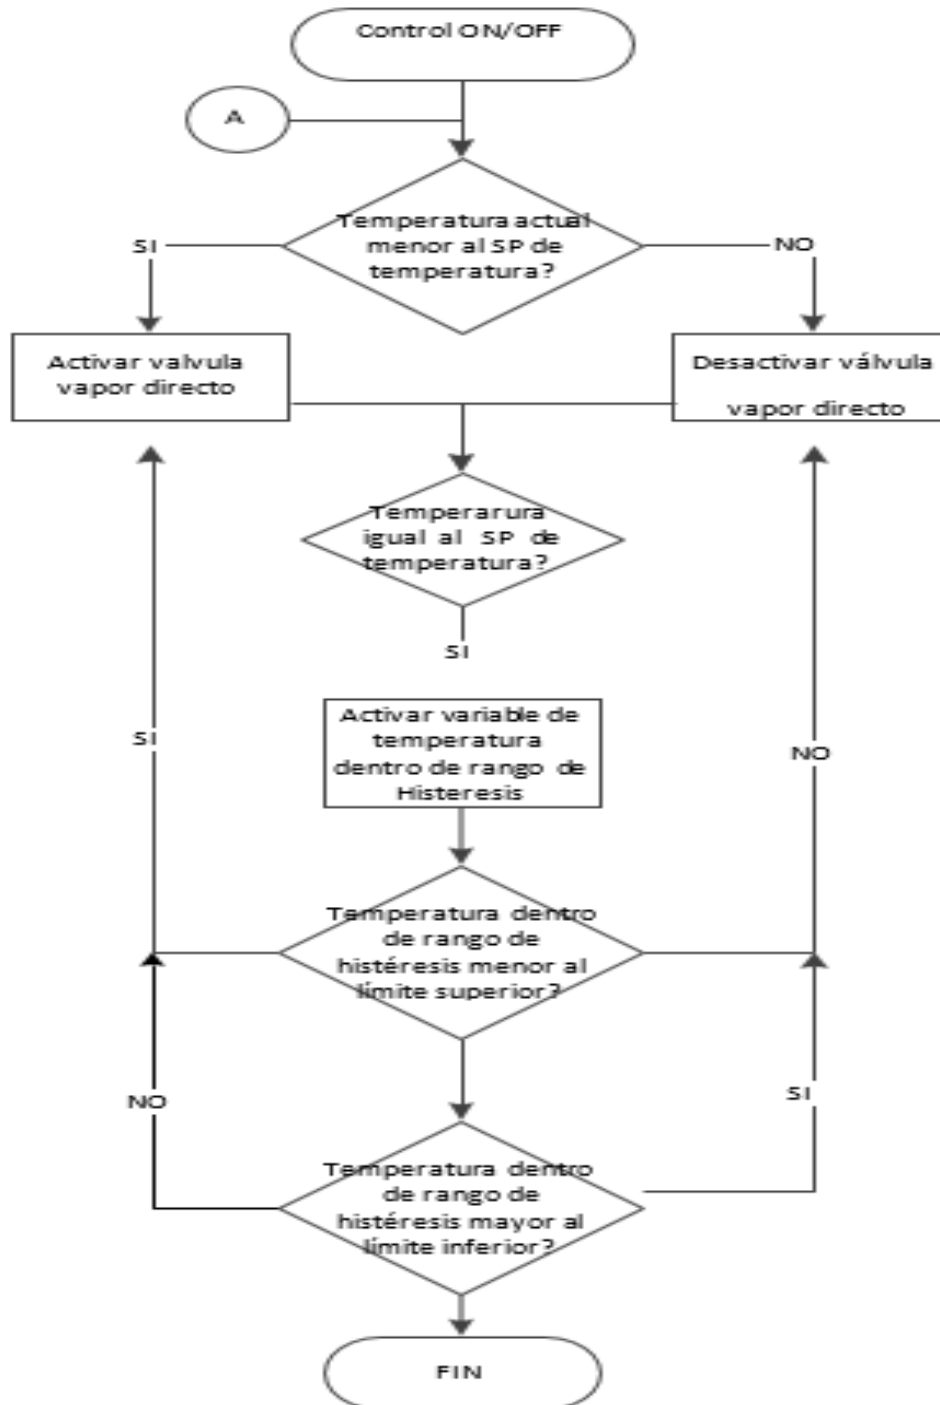 Control ON/OFF
A
Temperatura actual
menor al SP de
temperatura?
SI
NO
Activar valvula
vapor directo
Desactivar válvula
vapor directo
Temperarura
igual al SP de
temperatura?
SI
Activar variable de
temperatura
dentro de rango de
Histeresis
SI
NO
Temperatura dentro
de rango de
histéresis menor al
límite superior?
NO
SI
Temperatura dentro
de rango de
histéresis mayor al
límite inferior?
FIN